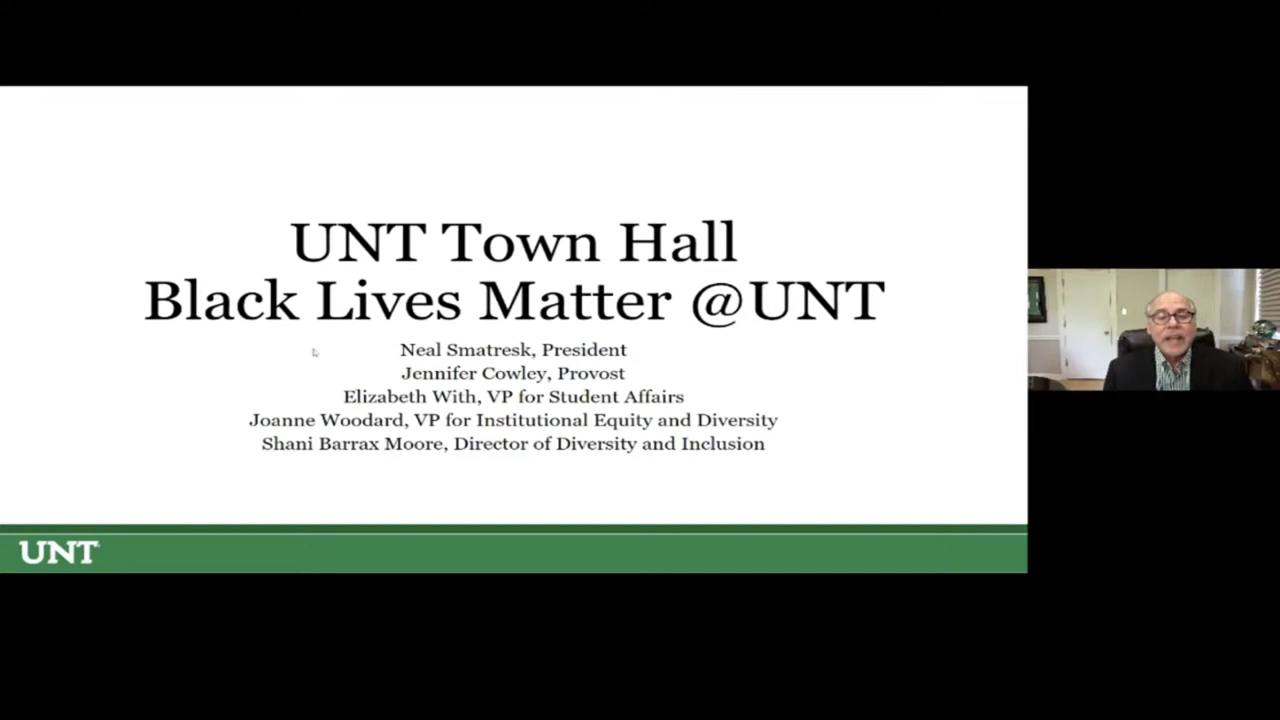 UNT Town Hall
Black Lives Matter @UNT
Neal Smatresk, President
Jennifer Cowley, Provost
Elizabeth With, VP for Student Affairs
Joanne Woodard, VP for Institutional Equity and Diversity
Shani Barrax Moore, Director of Diversity and Inclusion
UNT